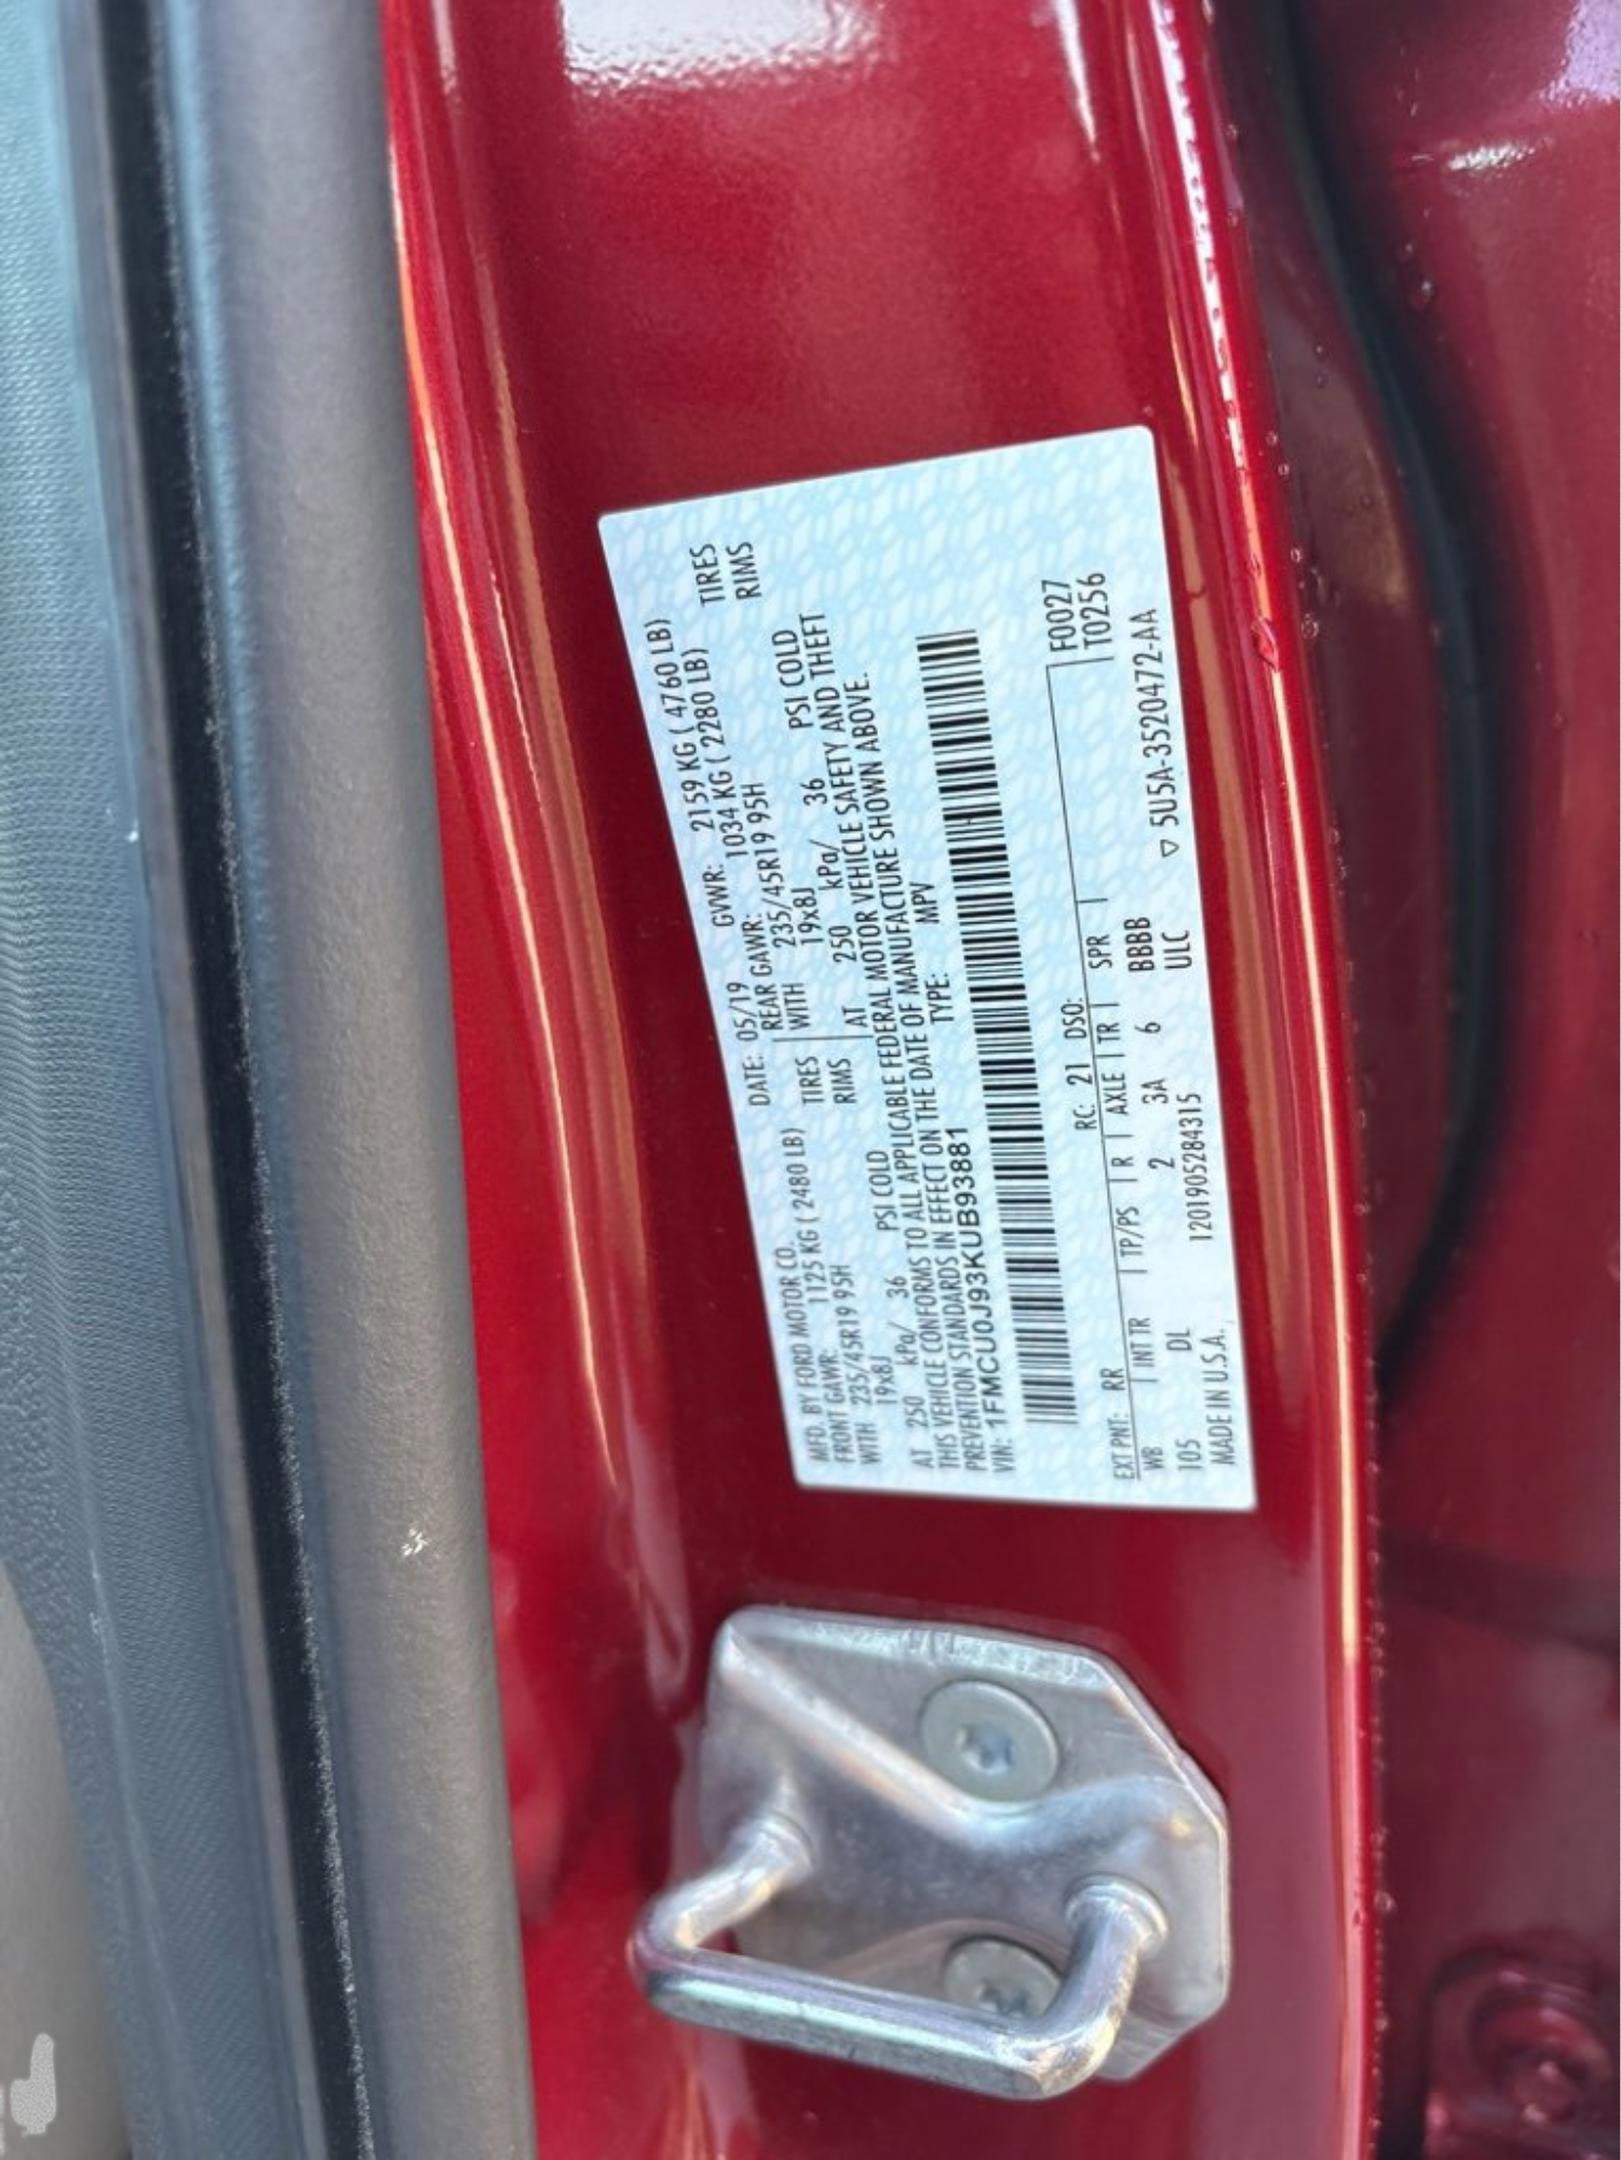 MFD. BY FORD MOTOR CO. DATE: 05/19 GVWR: 2159 KG ( 4760 LB)
FRONT GAWR: 1125 KG ( 2480 LB) REAR GAWR: 1034 KG ( 2280 LB)
WITH 235/45R19 95H TIRES WITH 235/45R19 95H TIRES
19x8J RIMS 19x8J RIMS
AT 250 kPa/ 36 PSI COLD AT 250 kPa/ 36 PSI COLD
THIS VEHICLE CONFORMS TO ALL APPLICABLE FEDERAL MOTOR VEHICLE SAFETY AND THEFT
PREVENTION STANDARDS IN EFFECT ON THE DATE OF MANUFACTURE SHOWN ABOVE.
VIN: 1FMCU0J93KUB93881 TYPE: MPV
EXT PNT: RR RC: 21 DSO: F0027
WB INT TR TP/PS R AXLE TR SPR T0256
105 DL 2 3A 6 BBBB
MADE IN U.S.A. 120190528431S ULC ▽ 5U5A-3520472-AA